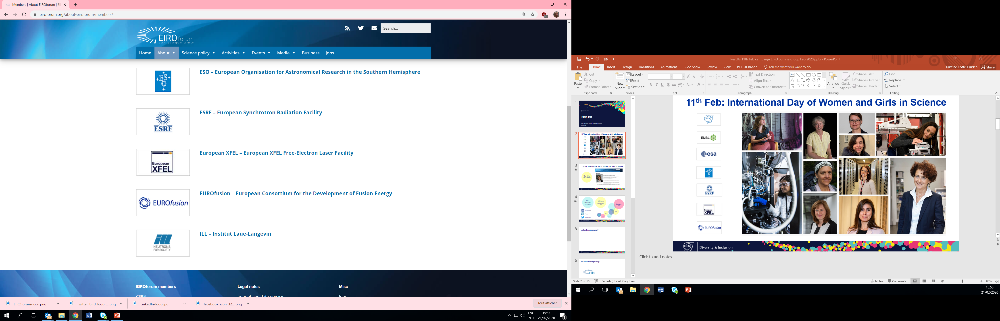 Members | About EIROforum | EI
eiroforum.org/about-eiroforum/members/
EIROforum
serving european science
Search...
Home
About
Science policy
Activities
Events
Media
Business
Jobs
ESO
ESO – European Organisation for Astronomical Research in the Southern Hemisphere
ESRF
ESRF – European Synchrotron Radiation Facility
European
XFEL
European XFEL – European XFEL Free-Electron Laser Facility
EUROfusion
EUROfusion – European Consortium for the Development of Fusion Energy
ill
NEUTRONS
FOR SOCIETY
ILL – Institut Laue-Langevin
EIROforum members
Legal notes
Misc
CERN
Imprint and data privacy
Jobs
EIROforum-icon.png
Twitter_bird_logo_....png
LinkedIn-logo.jpg
facebook_icon_32....png
Tout afficher
ENG
INTL
15:55
21/02/2020
Results 11th Feb campaign EIRO comms group Feb 2020.pptx - PowerPoint
File
Home
Insert
Design
Transitions
Animations
Slide Show
Review
View
PDF-XChange
Tell me what you want to do...
Kristine Kotte-Eriksen
Share
Paste
Cut
Copy
Format Painter
Clipboard
New
Slide
Layout
Reset
Section
Slides
B I U S abc AV Aa A
Font
Text Direction
Align Text
Convert to SmartArt
Paragraph
Arrange
Quick
Styles
Shape Fill
Shape Outline
Shape Effects
Drawing
Find
Replace
Select
Editing
1
Put in title
2
11th Feb: International Day of Women and Girls in Science
3
11th Feb: International Day of Women and Girls in Science
11 profiles
4
5
LinkedIn screenshot?
6
Ad hoc Working Group
EIRO
11th Feb: International Day of Women and Girls in Science
CERN
EMBL
esa
ESO
ESRF
European
XFEL
EUROfusion
CERN
Diversity & Inclusion
Click to add notes
Slide 2 of 10
English (United Kingdom)
Notes
Comments
80%
15:55
21/02/2020